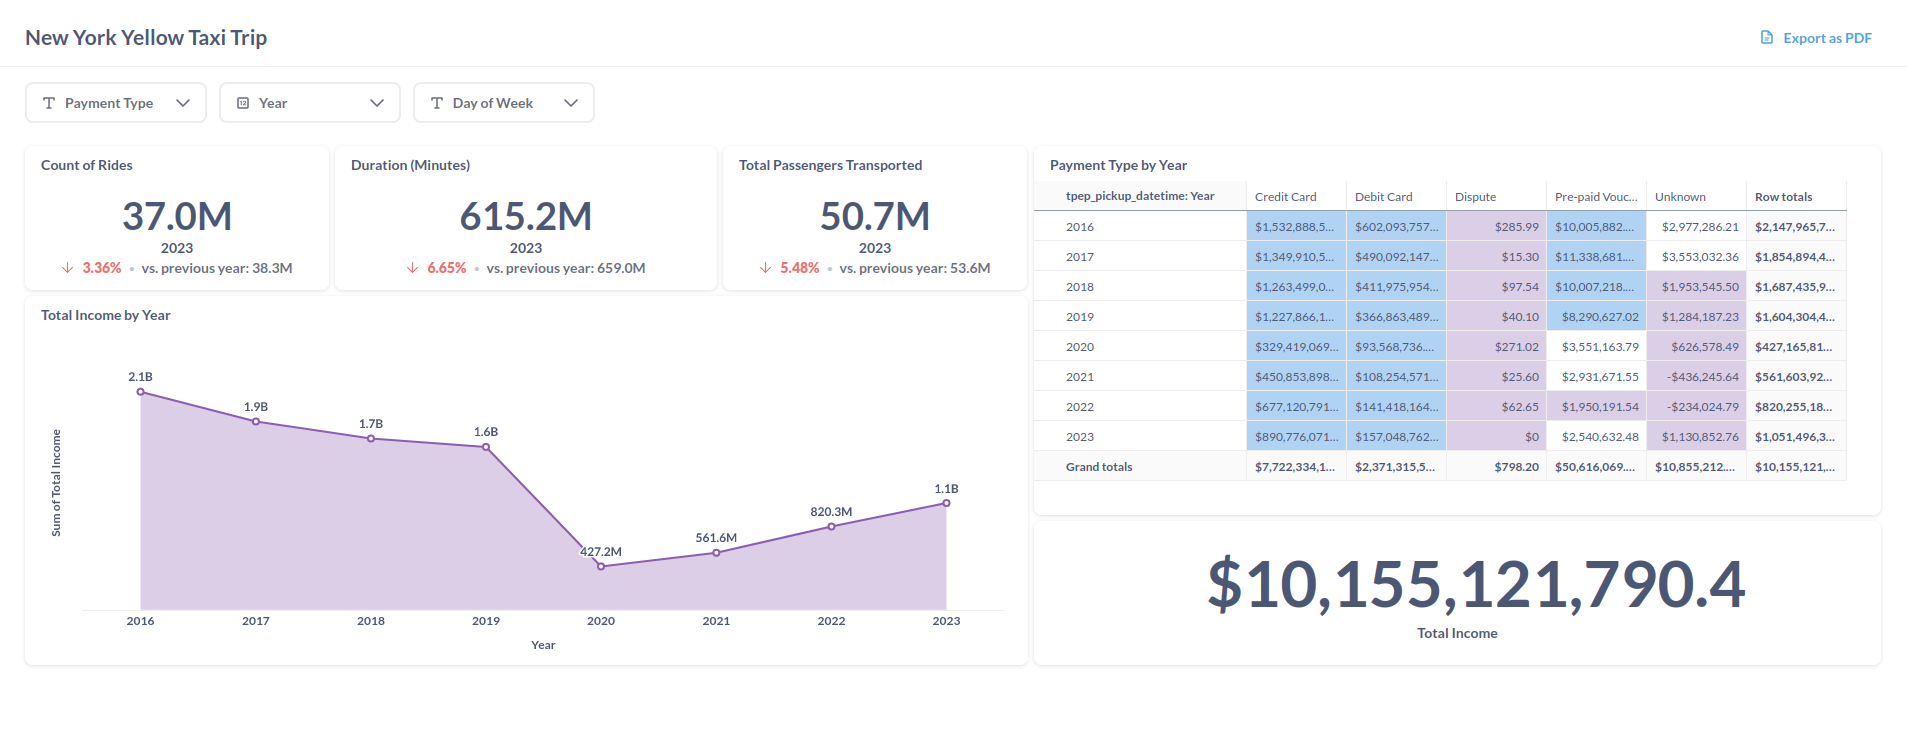 New York Yellow Taxi Trip
Export as PDF
Payment Type
Year
Day of Week
Count of Rides
37.0M
2023
3.36% • vs. previous year: 38.3M
Duration (Minutes)
615.2M
2023
6.65% • vs. previous year: 659.0M
Total Passengers Transported
50.7M
2023
5.48% • vs. previous year: 53.6M
Total Income by Year
Sum of Total Income
2.1B
1.9B
1.7B
1.6B
427.2M
561.6M
820.3M
1.1B
2016 2017 2018 2019 2020 2021 2022 2023
Year
Payment Type by Year
tpep_pickup_datetime: Year Credit Card Debit Card Dispute Pre-paid Vouc... Unknown Row totals
2016 $1,532,888,5... $602,093,757... $285.99 $10,005,882.... $2,977,286.21 $2,147,965,7...
2017 $1,349,910,5... $490,092,147... $15.30 $11,338,681.... $3,553,032.36 $1,854,894,4...
2018 $1,263,499,0... $411,975,954... $97.54 $10,007,218.... $1,953,545.50 $1,687,435,9...
2019 $1,227,866,1... $366,863,489... $40.10 $8,290,627.02 $1,284,187.23 $1,604,304,4...
2020 $329,419,069... $93,568,736.... $271.02 $3,551,163.79 $626,578.49 $427,165,81...
2021 $450,853,898... $108,254,571... $25.60 $2,931,671.55 -$436,245.64 $561,603,92...
2022 $677,120,791... $141,418,164... $62.65 $1,950,191.54 -$234,024.79 $820,255,18...
2023 $890,776,071... $157,048,762... $0 $2,540,632.48 $1,130,852.76 $1,051,496,3...
Grand totals $7,722,334,1... $2,371,315,5... $798.20 $50,616,069.... $10,855,212.... $10,155,121,...
$10,155,121,790.4
Total Income